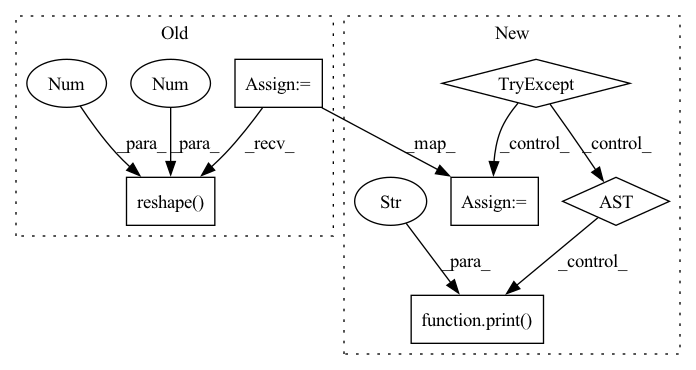 Old
New
Num
Num
Assign:=
TryExcept
_para_
_para_
_recv_
_map_
_control_
_control_
reshape()
Str
Assign:=
AST
_para_
_control_
function.print()